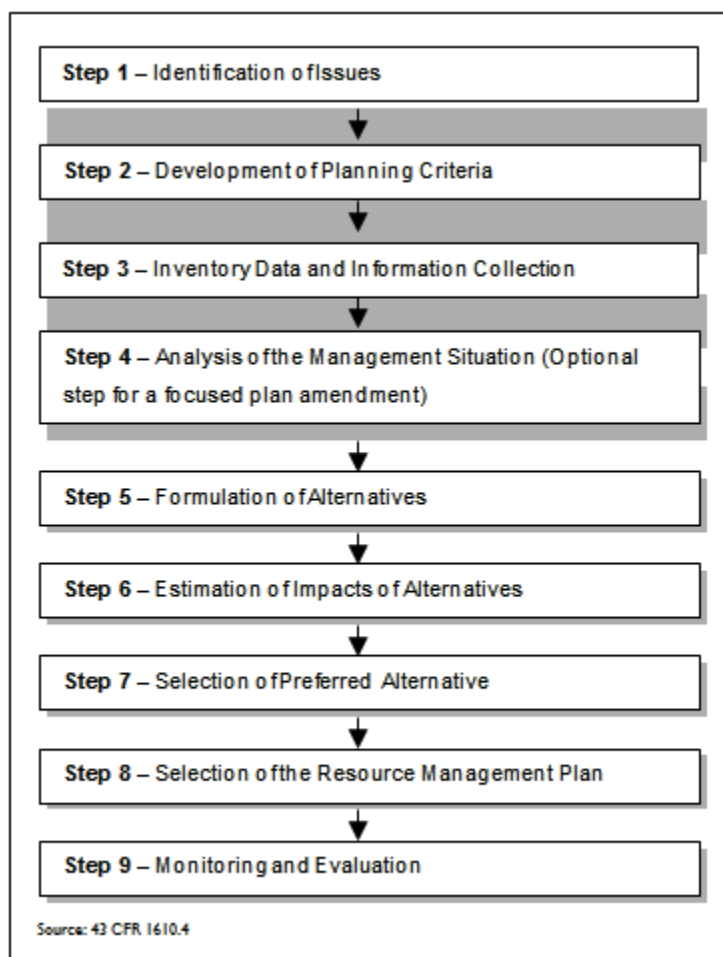 Step 1 – Identification of Issues
Step 2 – Development of Planning Criteria
Step 3 – Inventory Data and Information Collection
Step 4 – Analysis of the Management Situation (Optional
step for a focused plan amendment)
Step 5 – Formulation of Alternatives
Step 6 – Estimation of Impacts of Alternatives
Step 7 – Selection of Preferred Alternative
Step 8 – Selection of the Resource Management Plan
Step 9 – Monitoring and Evaluation
Source: 43 CFR 1610.4